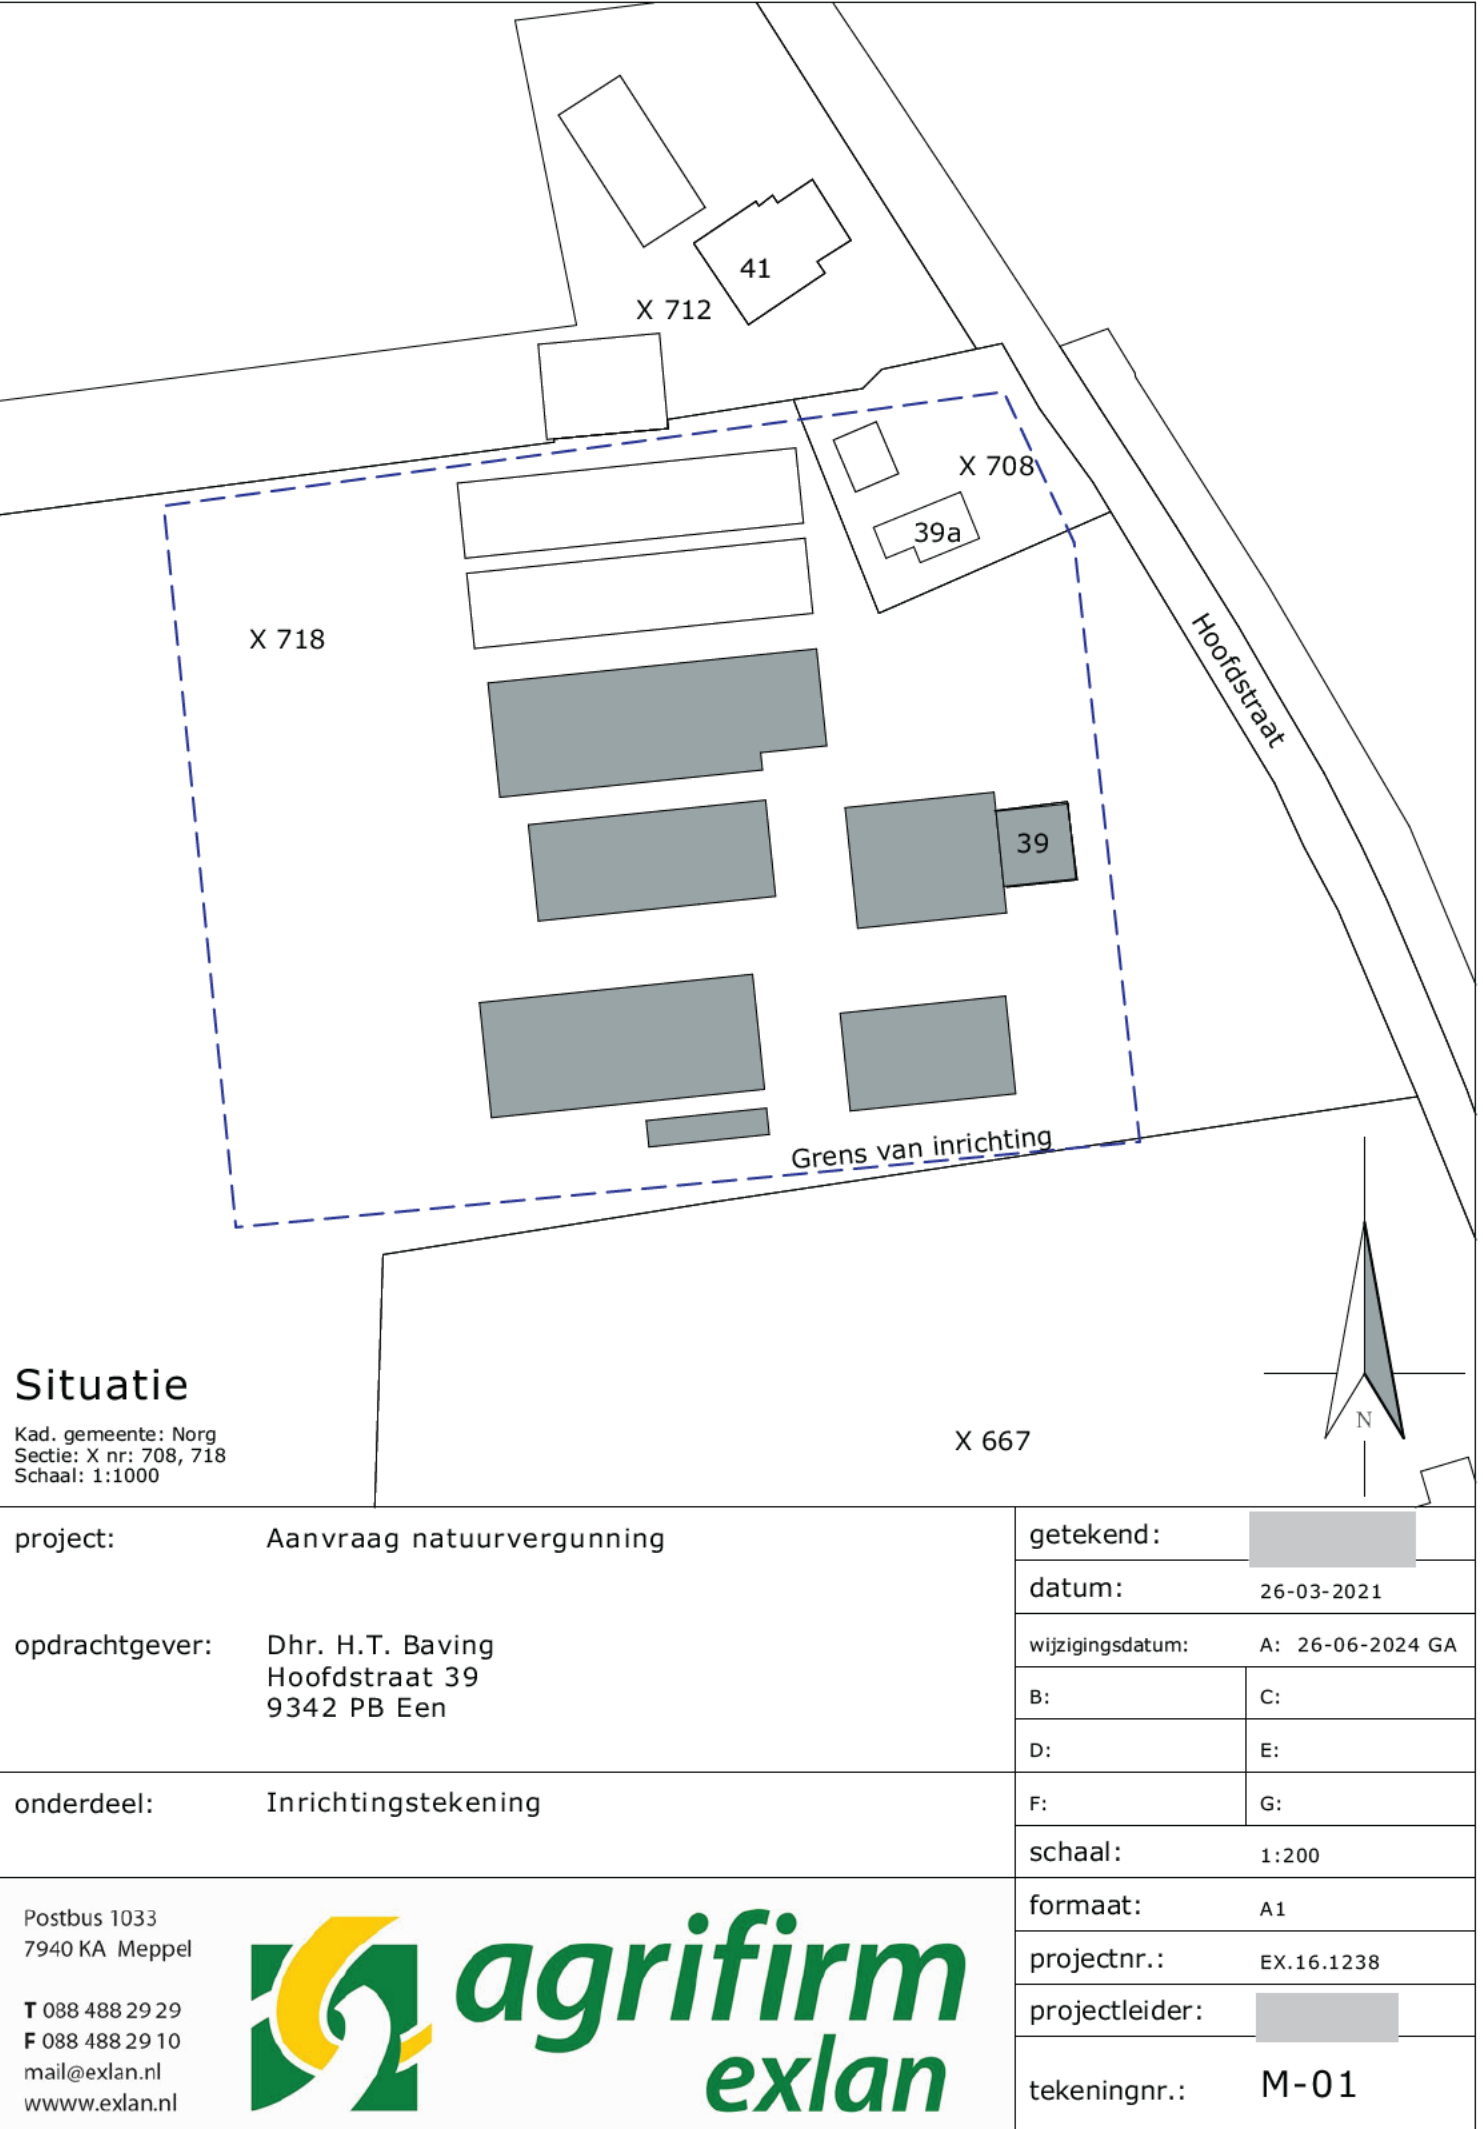 41
X 712
X 708
39a
X 718
Hoofdstraat
39
Grens van inrichting
Situatie
Kad. gemeente: Norg
Sectie: X nr: 708, 718
Schaal: 1:1000
X 667
N
project: Aanvraag natuurvergunning
opdrachtgever: Dhr. H.T. Baving
Hoofdstraat 39
9342 PB Een
onderdeel: Inrichtingstekening
getekend:
datum: 26-03-2021
wijzigingsdatum: A: 26-06-2024 GA
B: C:
D: E:
F: G:
schaal: 1:200
formaat: A1
projectnr.: EX.16.1238
projectleider:
tekeningnr.: M-01
Postbus 1033
7940 KA Meppel
T 088 488 29 29
F 088 488 29 10
mail@exlan.nl
wwww.exlan.nl
agrifirm
exlan